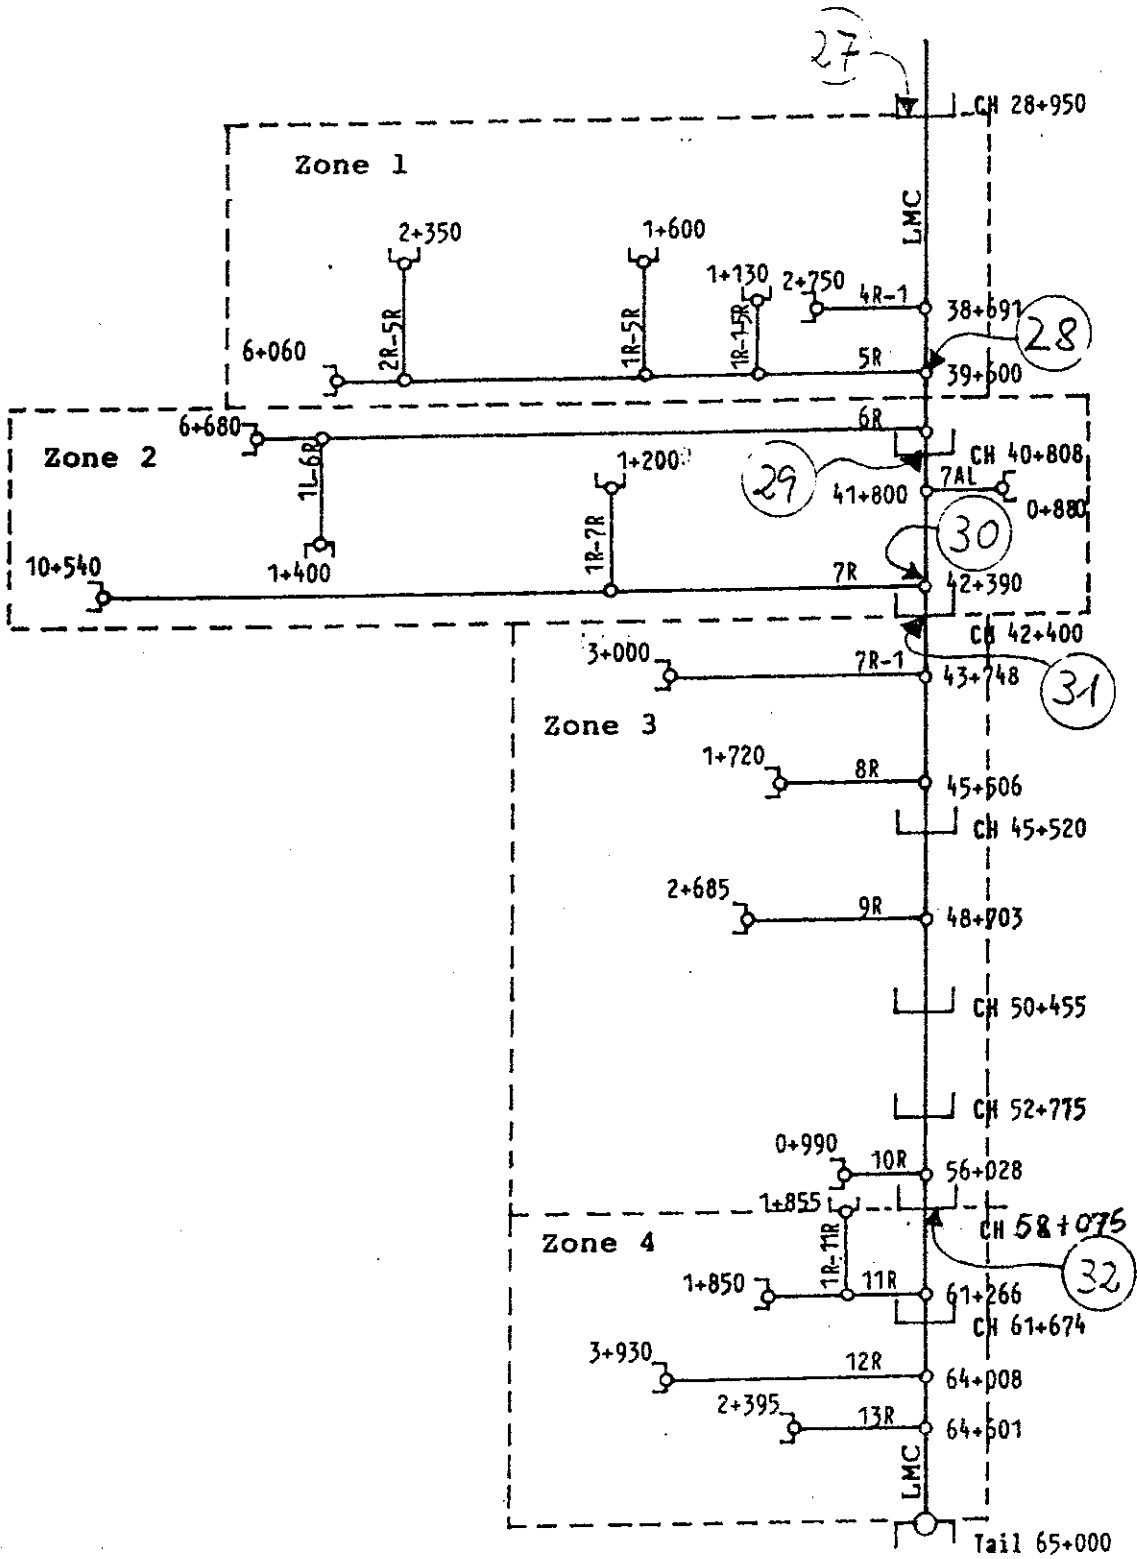 27
CH 28+950
Zone 1
LMC
2+350
1+600
1+130
2+750
4R-1
38+691
28
2R-5R
1R-5R
1R-1-5R
6+060
5R
39+600
6+680
6R
Zone 2
1L-6R
1+200
29
CH 40+808
7AL
41+800
0+880
30
1R-7R
10+540
1+400
7R
42+390
CH 42+400
3+000
7R-1
43+748
31
Zone 3
1+720
8R
45+506
CH 45+520
2+685
9R
48+703
CH 50+455
CH 52+775
0+990
10R
56+028
1+855
CH 58+075
Zone 4
1R-11R
32
1+850
11R
61+266
CH 61+674
3+930
12R
64+008
2+395
13R
64+601
LMC
Tail 65+000